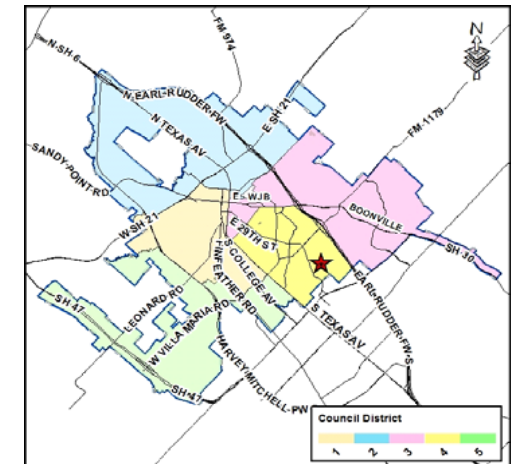 FM 974
N
N-SH-6
N-EARL-RUDDER-FW
E SH 21
N TEXAS AV
FM-1179
SANDY-POINT-RD
E WJB
BOONVILLE
W SH 21
E 29TH ST
SH 30
S COLLEGE AV
FINFEATHER RD
EARL-RUDDER-FW-S
LEONARD RD
S TEXAS AV
SH 47
W VILLA MARIA RD
HARVEY-MITCHELL-PW
SH-47
Council District
1 2 3 4 5